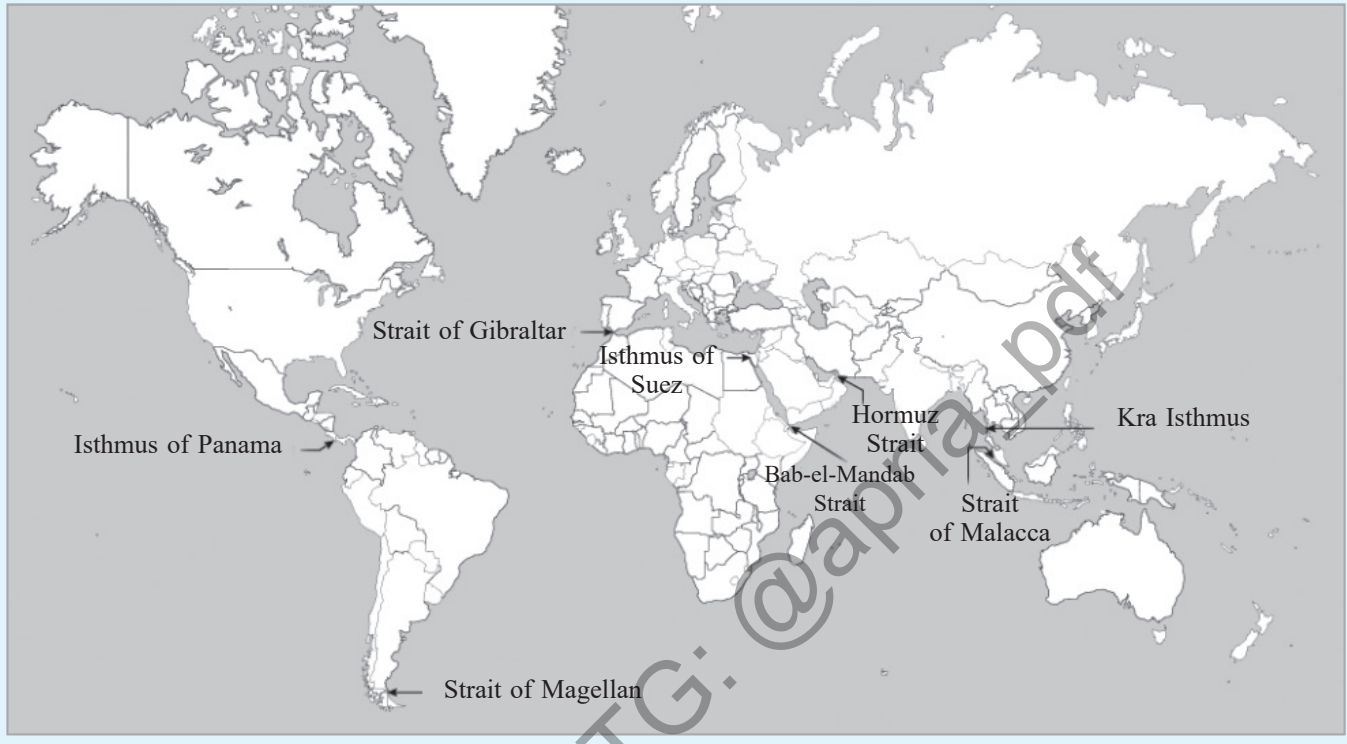 Strait of Gibraltar
Isthmus of
Suez
Hormuz
Strait
Kra Isthmus
Isthmus of Panama
Bab-el-Mandab
Strait
Strait
of Malacca
Strait of Magellan
TG: @apna_pdf